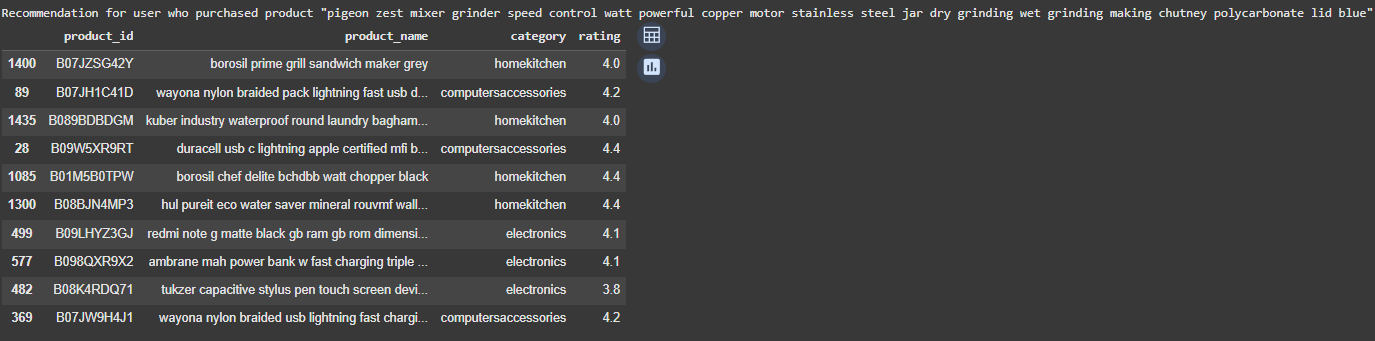 Recommendation for user who purchased product "pigeon zest mixer grinder speed control watt powerful copper motor stainless steel jar dry grinding wet grinding making chutney polycarbonate lid blue"
product_id product_name category rating
1400 B07JZSG42Y borosil prime grill sandwich maker grey homekitchen 4.0
89 B07JH1C41D wayona nylon braided pack lightning fast usb d... computersaccessories 4.2
1435 B089BDBDGM kuber industry waterproof round laundry bagham... homekitchen 4.0
28 B09W5XR9RT duracell usb c lightning apple certified mfi b... computersaccessories 4.4
1085 B01M5B0TPW borosil chef delite bchdbb watt chopper black homekitchen 4.4
1300 B08BJN4MP3 hul pureit eco water saver mineral rouvmf wall... homekitchen 4.4
499 B09LHYZ3GJ redmi note g matte black gb ram gb rom dimensi... electronics 4.1
577 B098QXR9X2 ambrane mah power bank w fast charging triple ... electronics 4.1
482 B08K4RDQ71 tukzer capacitive stylus pen touch screen devi... electronics 3.8
369 B07JW9H4J1 wayona nylon braided usb lightning fast chargi... computersaccessories 4.2